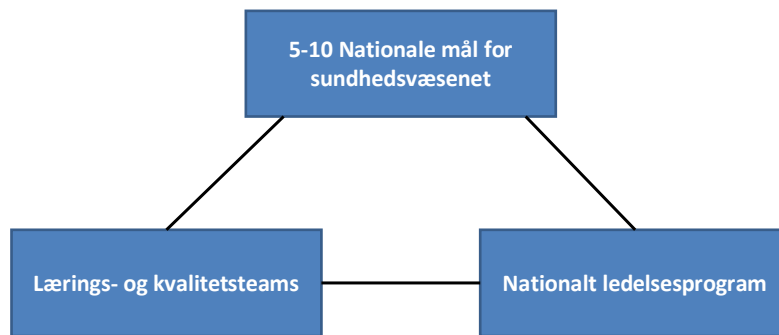 5-10 Nationale mål for
sundhedsvæsenet
Lærings- og kvalitetsteams
Nationalt ledelsesprogram